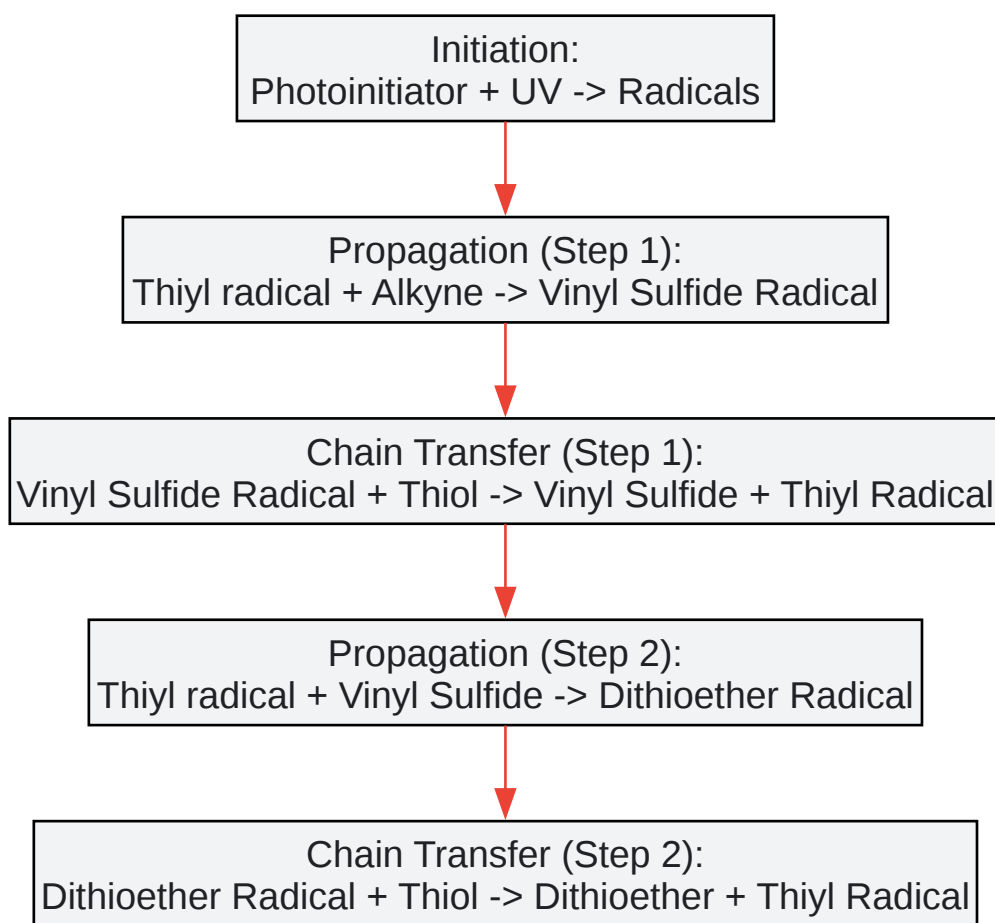 Initiation:
Photoinitiator + UV -> Radicals
Propagation (Step 1):
Thiyl radical + Alkyne -> Vinyl Sulfide Radical
Chain Transfer (Step 1):
Vinyl Sulfide Radical + Thiol -> Vinyl Sulfide + Thiyl Radical
Propagation (Step 2):
Thiyl radical + Vinyl Sulfide -> Dithioether Radical
Chain Transfer (Step 2):
Dithioether Radical + Thiol -> Dithioether + Thiyl Radical